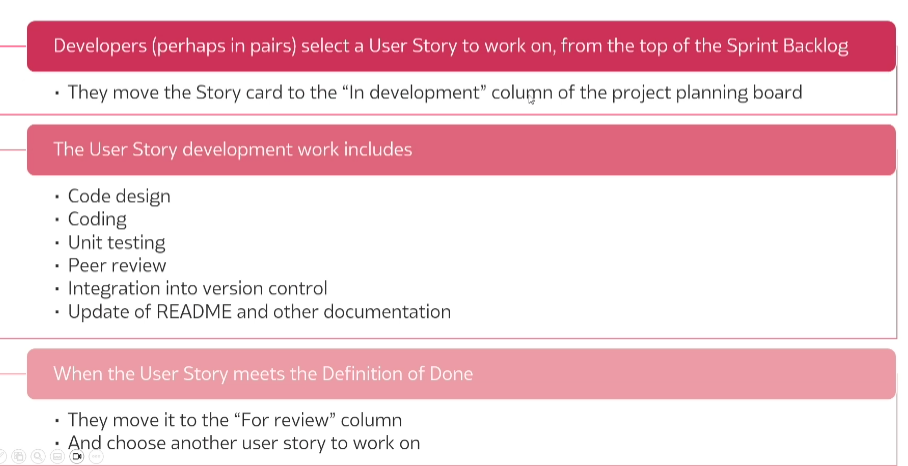 Developers (perhaps in pairs) select a User Story to work on, from the top of the Sprint Backlog
• They move the Story card to the “In development” column of the project planning board
The User Story development work includes
• Code design
• Coding
• Unit testing
• Peer review
• Integration into version control
• Update of README and other documentation
When the User Story meets the Definition of Done
• They move it to the “For review” column
• And choose another user story to work on